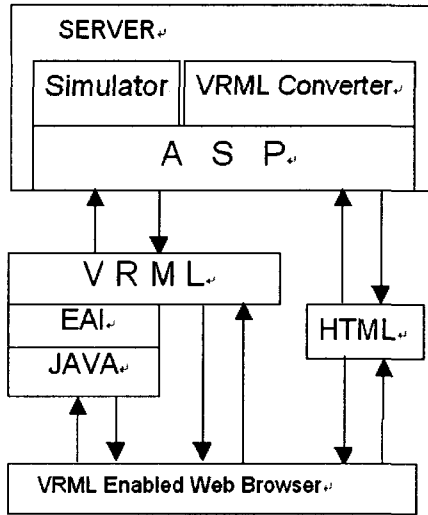 SERVER
Simulator VRML Converter
A S P
V R M L
EAI
HTML
JAVA
VRML Enabled Web Browser